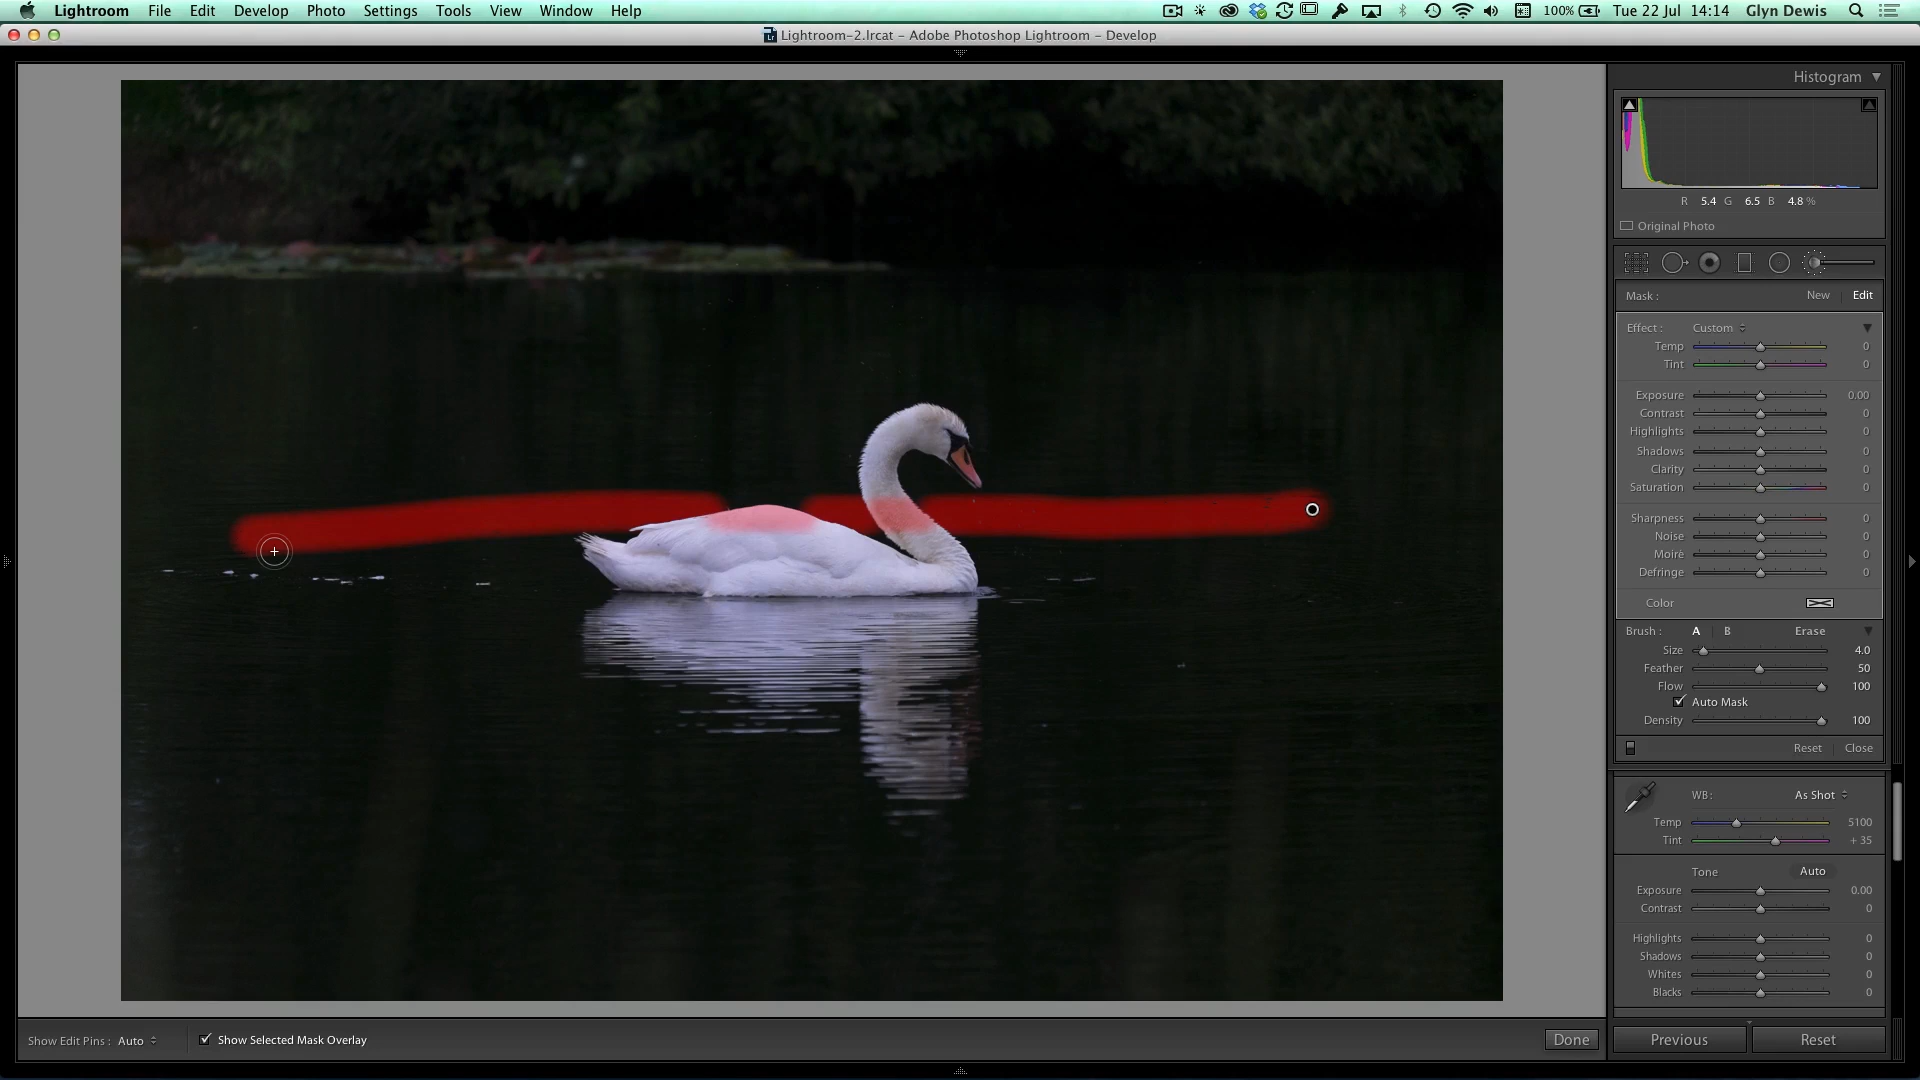 Lightroom File Edit Develop Photo Settings Tools View Window Help 100% Tue 22 Jul 14:14 Glyn Dewis
Lightroom-2.lrcat - Adobe Photoshop Lightroom - Develop
Histogram
R 5.4 G 6.5 B 4.8 %
Original Photo
Mask : New Edit
Effect : Custom
Temp 0
Tint 0
Exposure 0.00
Contrast 0
Highlights 0
Shadows 0
Clarity 0
Saturation 0
Sharpness 0
Noise 0
Moiré 0
Defringe 0
Color
Brush : A B Erase
Size 4.0
Feather 50
Flow 100
Auto Mask
Density 100
Reset Close
WB : As Shot
Temp 5100
Tint + 35
Tone Auto
Exposure 0.00
Contrast 0
Highlights 0
Shadows 0
Whites 0
Blacks 0
Show Edit Pins : Auto Show Selected Mask Overlay Done Previous Reset